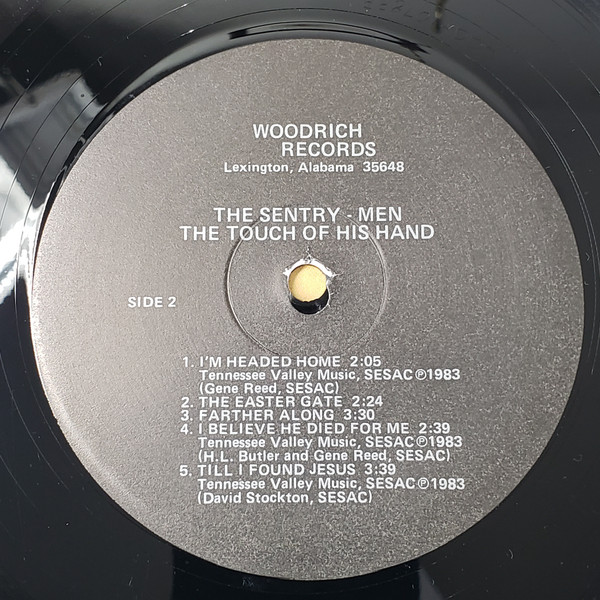 WOODRICH
RECORDS
Lexington, Alabama 35648
THE SENTRY - MEN
THE TOUCH OF HIS HAND
SIDE 2
1. I'M HEADED HOME 2:05
Tennessee Valley Music, SESAC℗1983
(Gene Reed, SESAC)
2. THE EASTER GATE 2:24
3. FARTHER ALONG 3:30
4. I BELIEVE HE DIED FOR ME 2:39
Tennessee Valley Music, SESAC℗1983
(H.L. Butler and Gene Reed, SESAC)
5. TILL I FOUND JESUS 3:39
Tennessee Valley Music, SESAC℗1983
(David Stockton, SESAC)